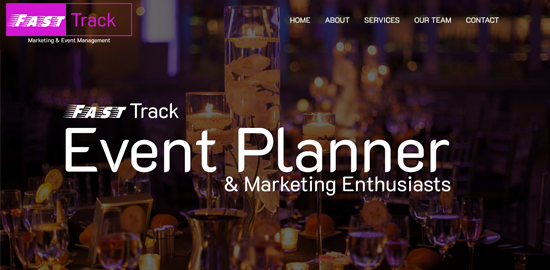 FAST Track
Marketing & Event Management
HOME ABOUT SERVICES OUR TEAM CONTACT
FAST Track
Event Planner
& Marketing Enthusiasts